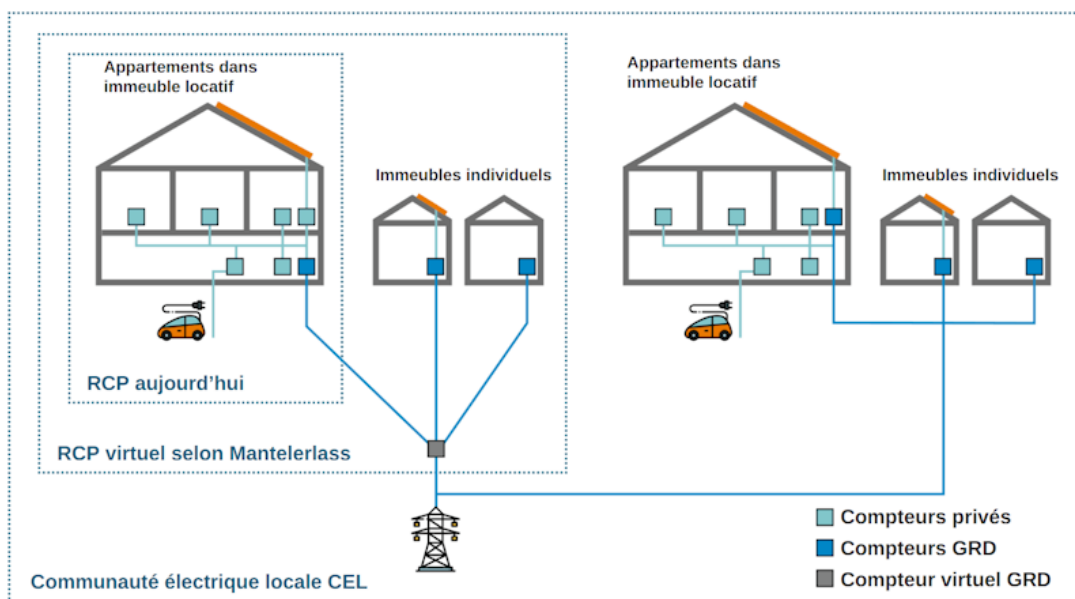 Appartements dans
immeuble locatif
Immeubles individuels
RCP aujourd'hui
RCP virtuel selon Mantelerlass
Appartements dans
immeuble locatif
Immeubles individuels
Communauté électrique locale CEL
Compteurs privés
Compteurs GRD
Compteur virtuel GRD